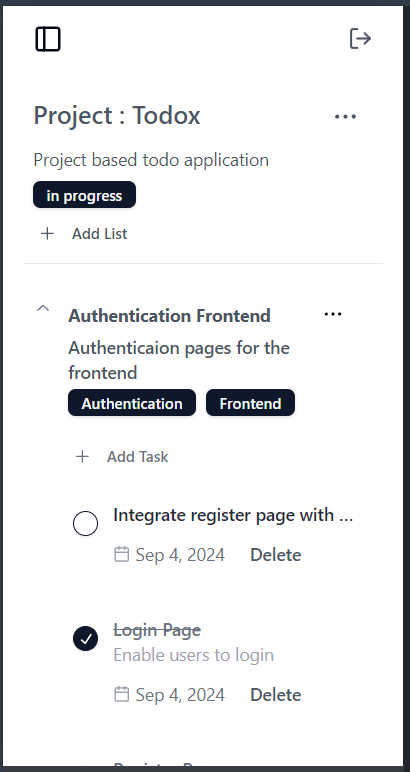 Project : Todox
Project based todo application
in progress
Add List
Authentication Frontend
Authenticaion pages for the
frontend
Authentication Frontend
Add Task
Integrate register page with ...
Sep 4, 2024 Delete
Login Page
Enable users to login
Sep 4, 2024 Delete